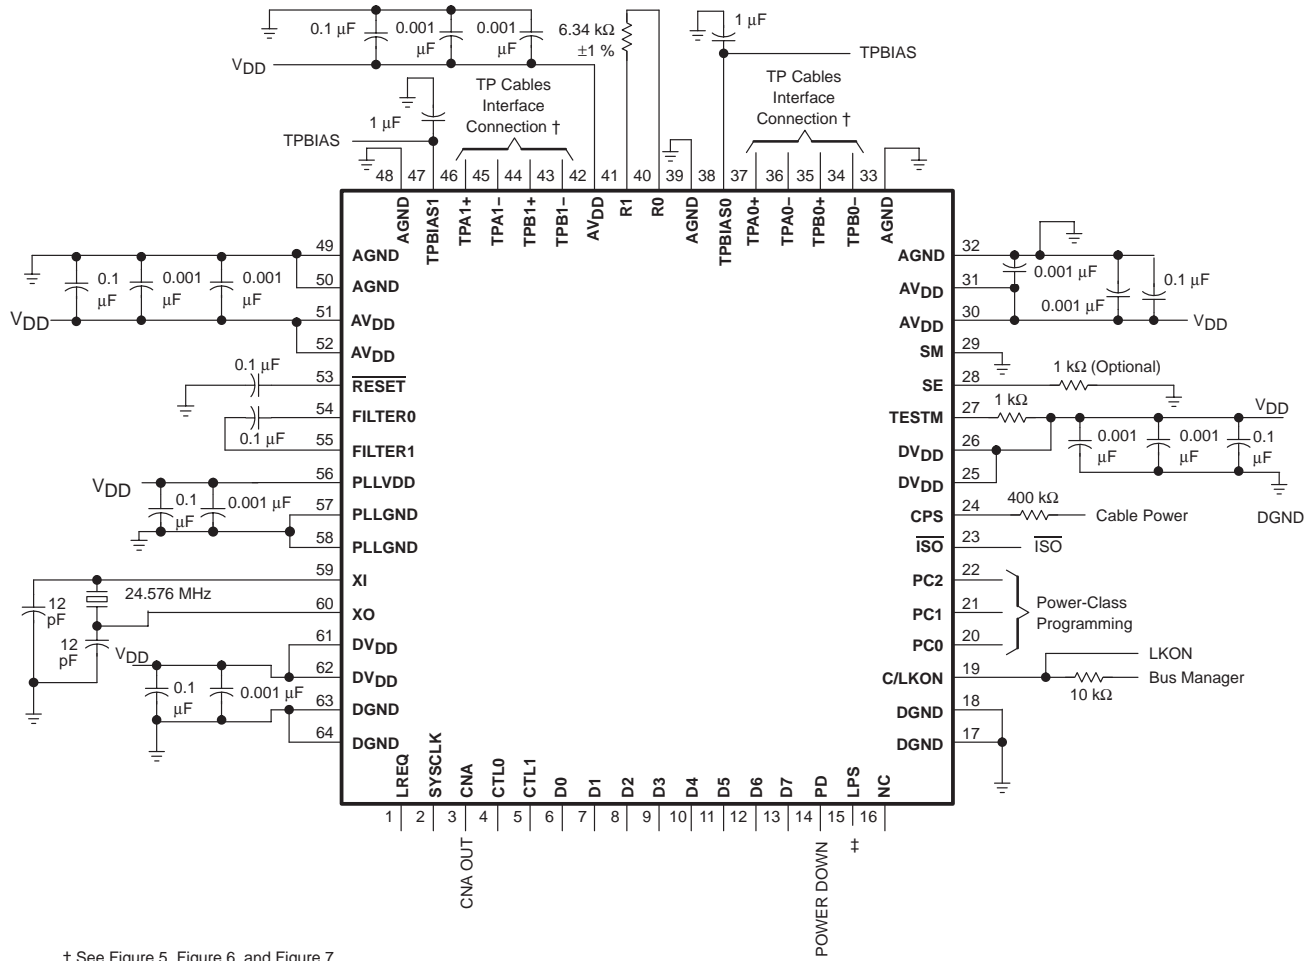 0.1 µF
0.001
µF
0.001
µF
6.34 kΩ
±1 %
1 µF
VDD
TPBIAS
TP Cables
Interface
Connection †
TP Cables
Interface
Connection †
1 µF
TPBIAS
48 47 46 45 44 43 42 41 40 39 38 37 36 35 34 33
AGND
TPBIAS1
TPA1+
TPA1−
TPB1+
TPB1−
AVDD
R1
R0
AGND
TPBIAS0
TPA0+
TPA0−
TPB0+
TPB0−
AGND
0.1
µF
0.001
µF
0.001
µF
VDD
49 AGND
50 AGND
51 AVDD
52 AVDD
0.1 µF
53 RESET
54 FILTER0
0.1 µF
55 FILTER1
VDD
56 PLLVDD
0.1
µF
0.001 µF
57 PLLGND
58 PLLGND
59 XI
12
pF
24.576 MHz
60 XO
12
pF
VDD
61 DVDD
62 DVDD
0.1
µF
0.001 µF
63 DGND
64 DGND
AGND 32
0.001 µF
0.1 µF
AVDD 31
0.001 µF
AVDD 30
VDD
SM 29
SE 28
1 kΩ (Optional)
TESTM 27
1 kΩ
VDD
DVDD 26
0.001
µF
0.001
µF
0.1
µF
DVDD 25
CPS 24
400 kΩ
Cable Power
DGND
ISO 23
ISO
PC2 22
PC1 21
PC0 20
Power-Class
Programming
LKON
C/LKON 19
Bus Manager
10 kΩ
DGND 18
DGND 17
LREQ
SYSCLK
CNA
CTL0
CTL1
D0
D1
D2
D3
D4
D5
D6
D7
PD
LPS
NC
1 2 3 4 5 6 7 8 9 10 11 12 13 14 15 16
CNA OUT
POWER DOWN
‡
† See Figure 5, Figure 6, and Figure 7